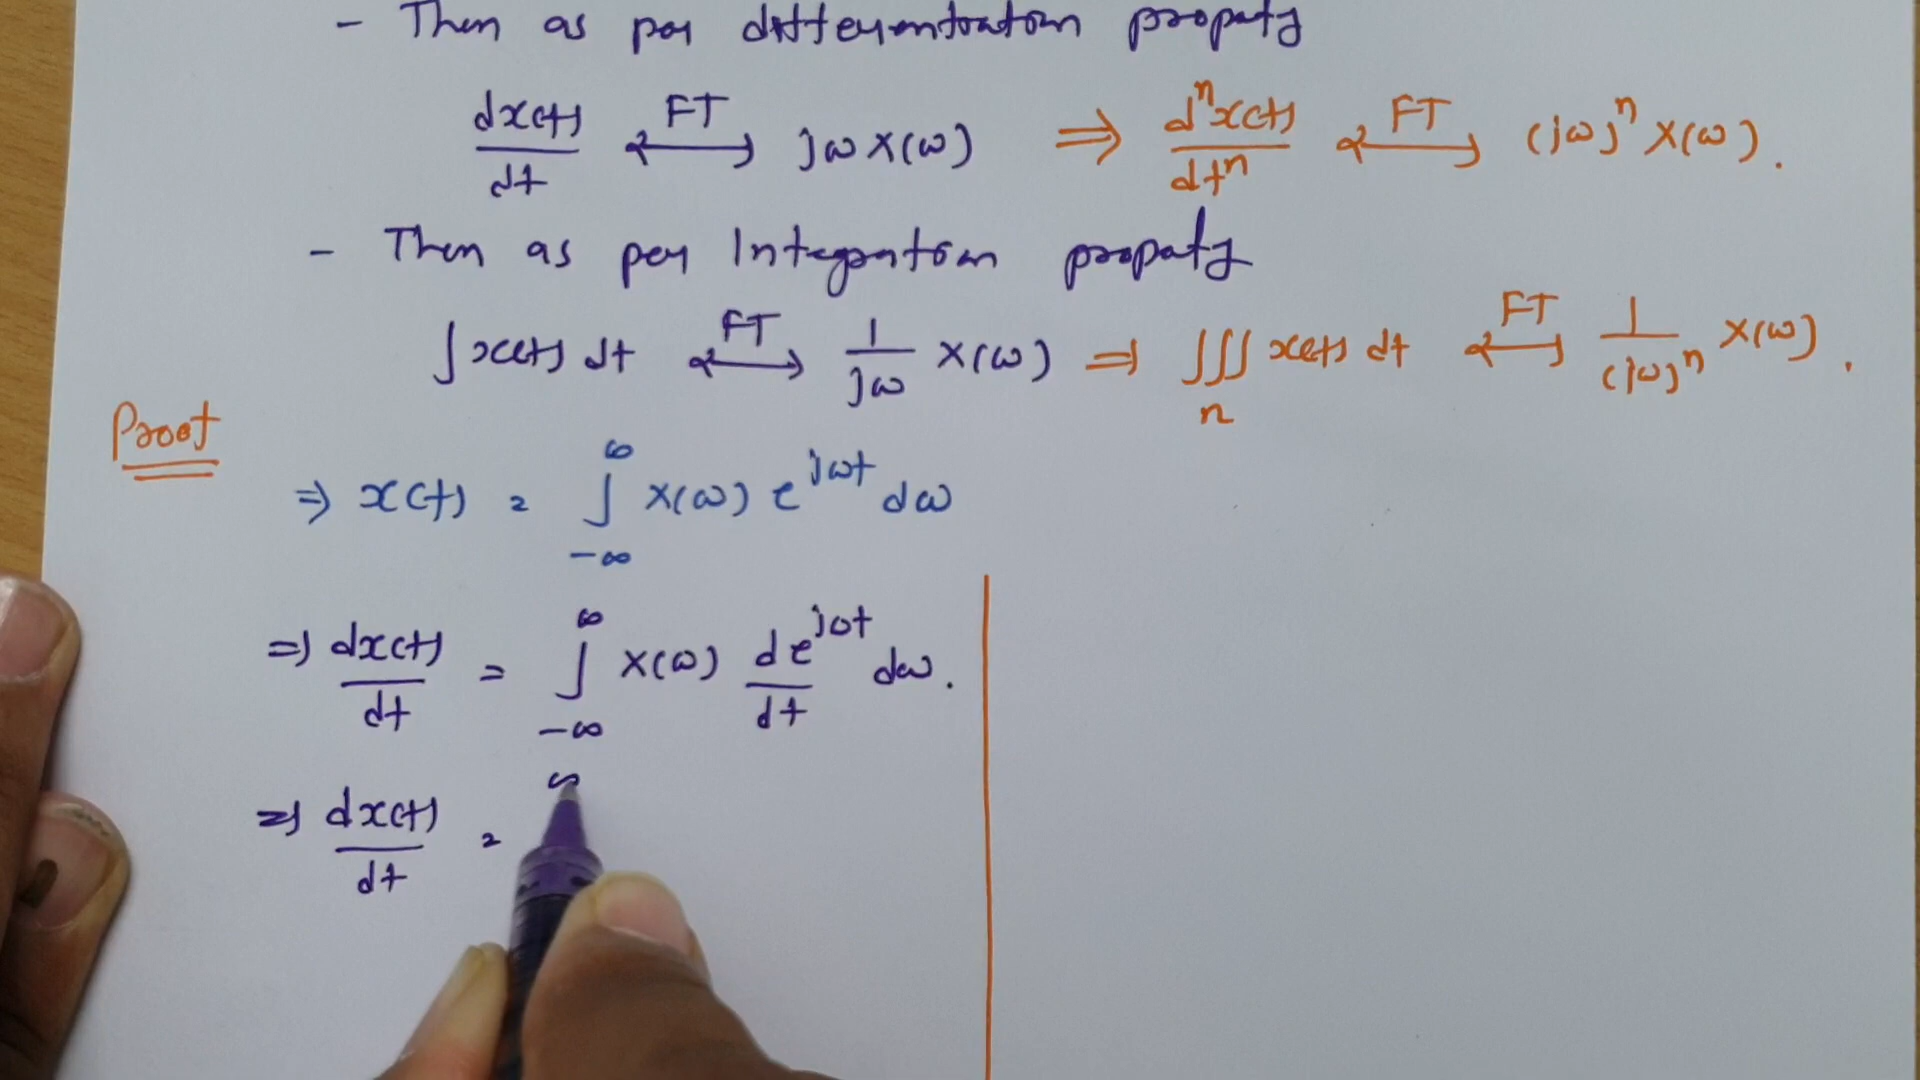 - Then as per differentiation property
dx(t)/dt ⟷FT jω X(ω) ⇒ dⁿx(t)/dtⁿ ⟷FT (jω)ⁿ X(ω).
- Then as per Integration property
∫x(t) dt ⟷FT 1/jω X(ω) ⇒ ∫∫∫ₙ x(t) dt ⟷FT 1/(jω)ⁿ X(ω).
Proof
⇒ x(t) = ∫_{-∞}^{∞} X(ω) e^{jωt} dω
⇒ dx(t)/dt = ∫_{-∞}^{∞} X(ω) de^{jωt}/dt dω.
⇒ dx(t)/dt =